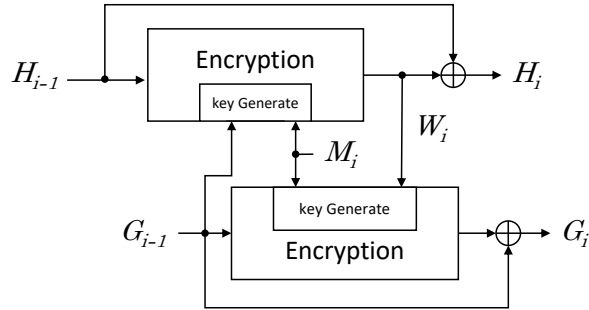 Encryption
H_{i-1}
H_i
key Generate
W_i
M_i
key Generate
G_{i-1}
G_i
Encryption